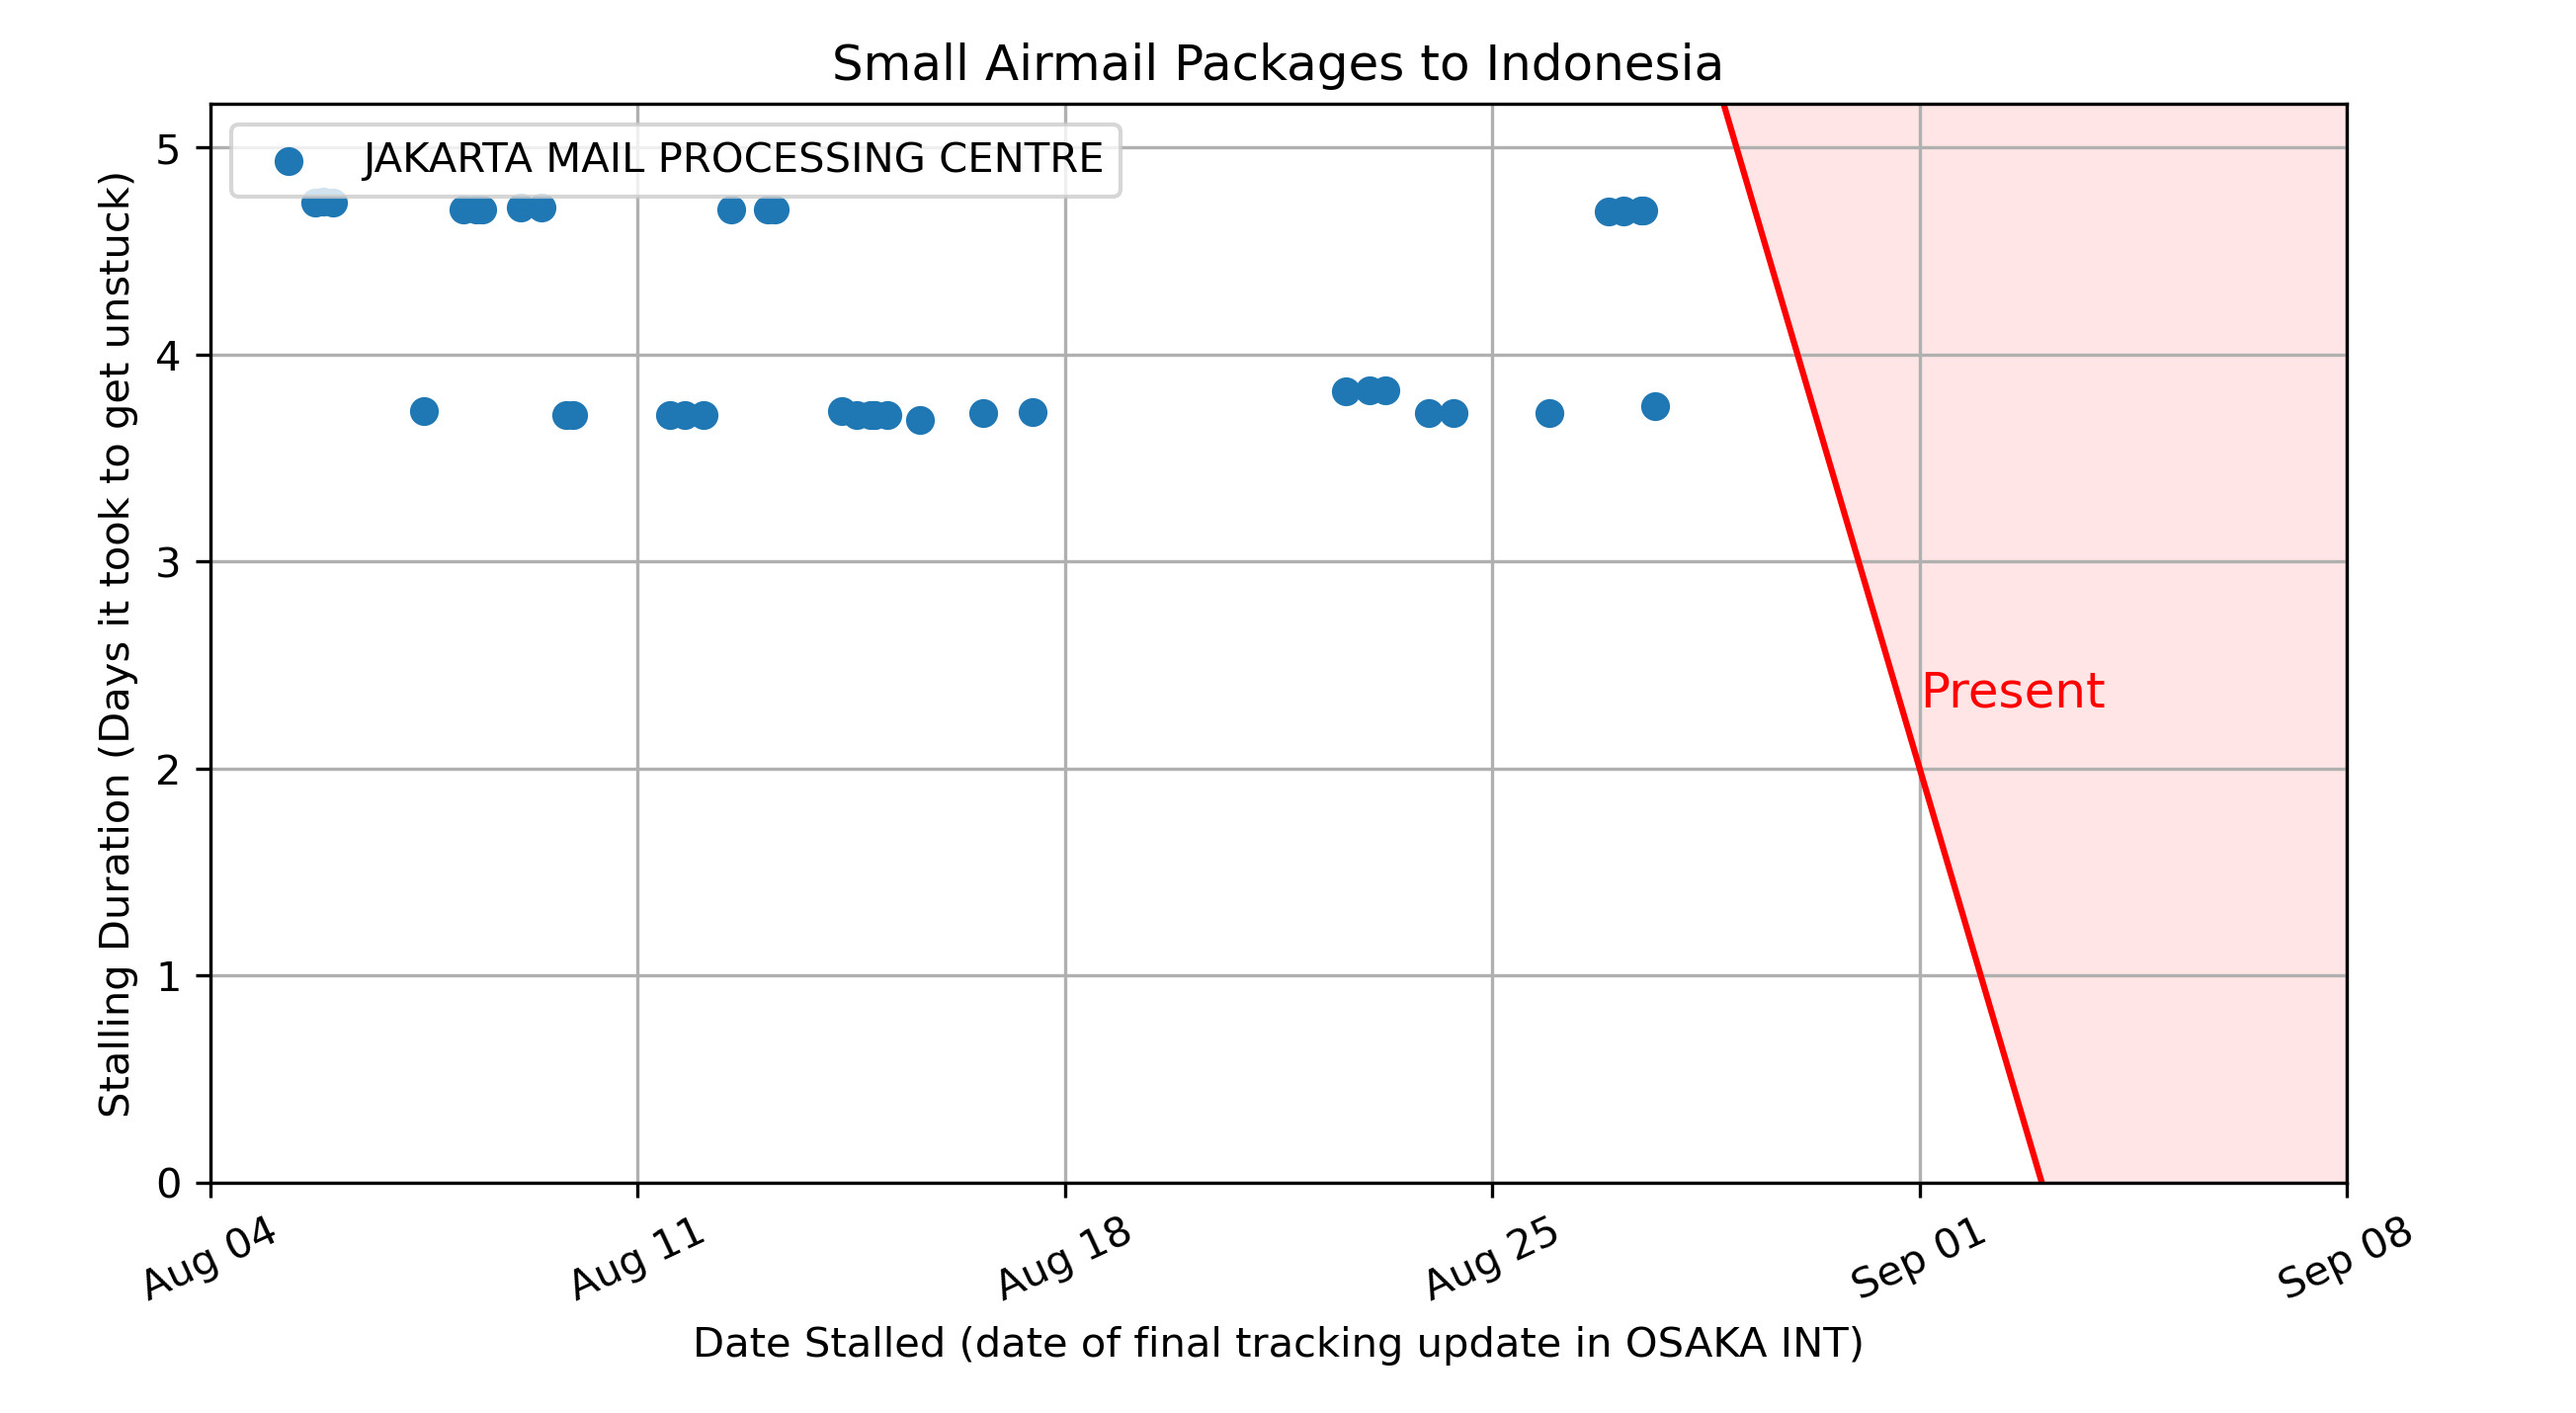 Small Airmail Packages to Indonesia
JAKARTA MAIL PROCESSING CENTRE
Stalling Duration (Days it took to get unstuck)
5
4
3
2
1
0
Present
Aug 04
Aug 11
Aug 18
Aug 25
Sep 01
Sep 08
Date Stalled (date of final tracking update in OSAKA INT)